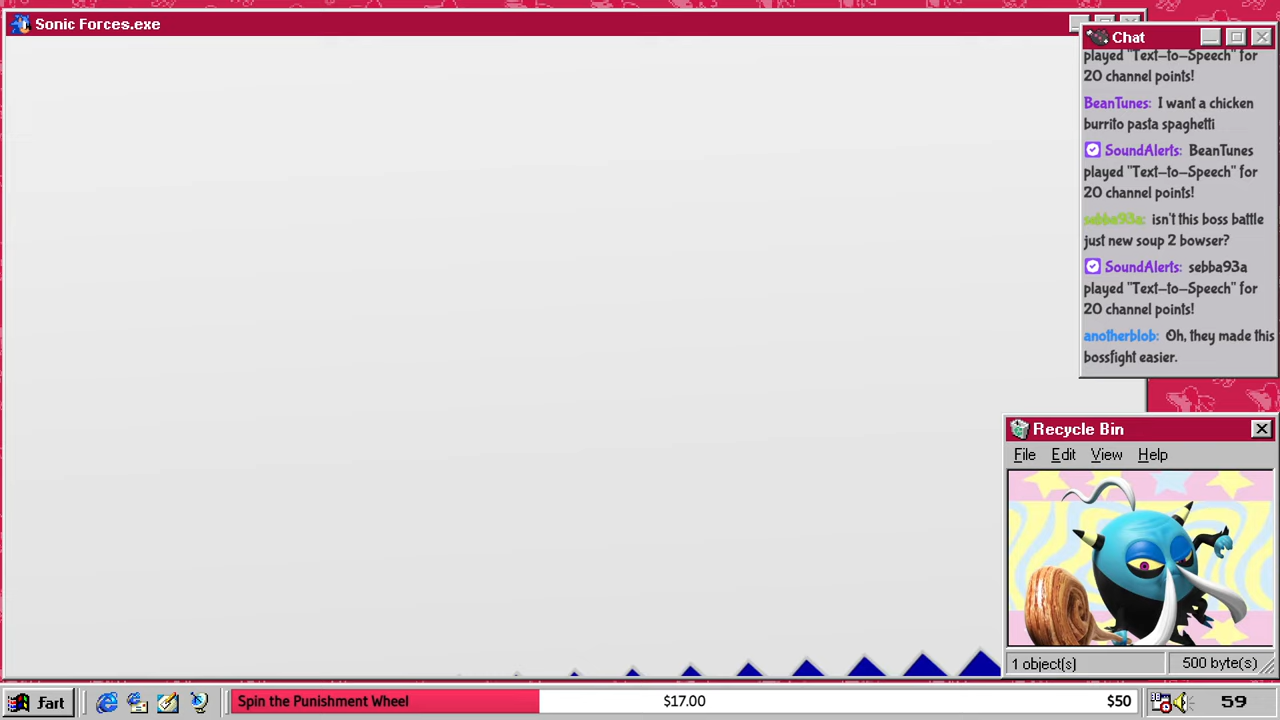 Sonic Forces.exe
Chat
played "Text-to-Speech" for
20 channel points!
BeanTunes: I want a chicken
burrito pasta spaghetti
SoundAlerts: BeanTunes
played "Text-to-Speech" for
20 channel points!
sebba93a: isn't this boss battle
just new soup 2 bowser?
SoundAlerts: sebba93a
played "Text-to-Speech" for
20 channel points!
anotherblob: Oh, they made this
bossfight easier.
Recycle Bin
File Edit View Help
1 object(s) 500 byte(s)
fart Spin the Punishment Wheel $17.00 $50 59